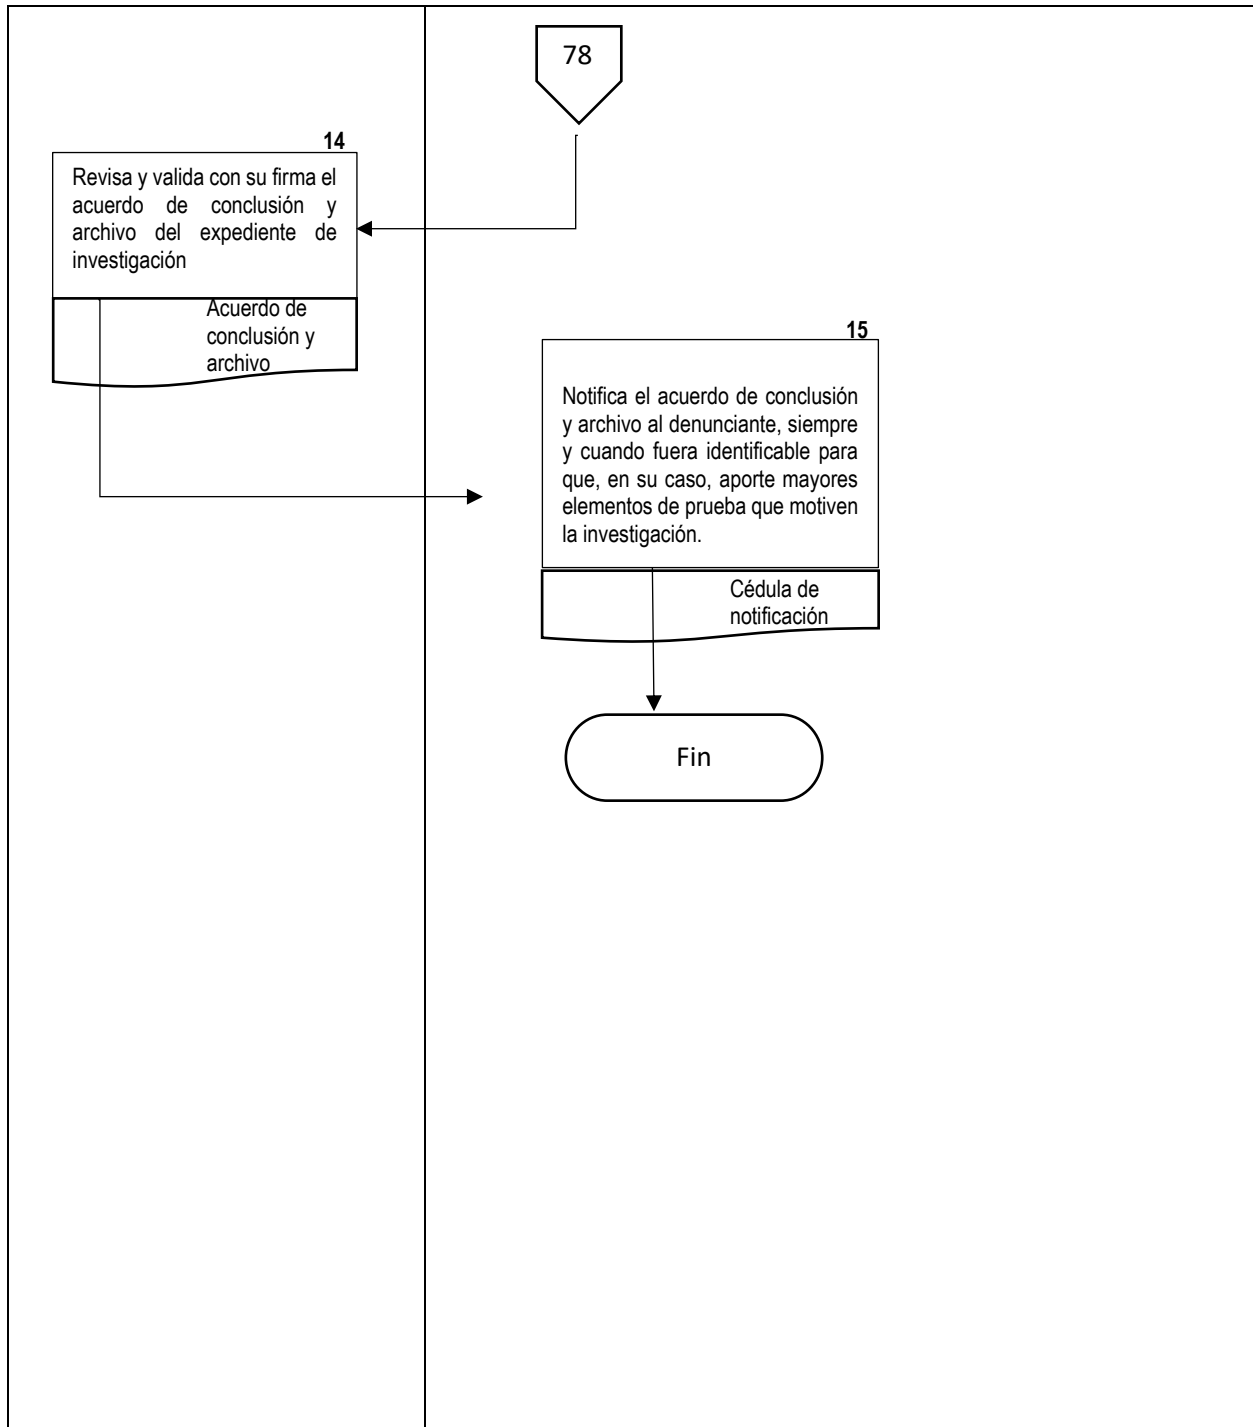 78
14
Revisa y valida con su firma el
acuerdo de conclusión y
archivo del expediente de
investigación
Acuerdo de
conclusión y
archivo
15
Notifica el acuerdo de conclusión
y archivo al denunciante, siempre
y cuando fuera identificable para
que, en su caso, aporte mayores
elementos de prueba que motiven
la investigación.
Cédula de
notificación
Fin